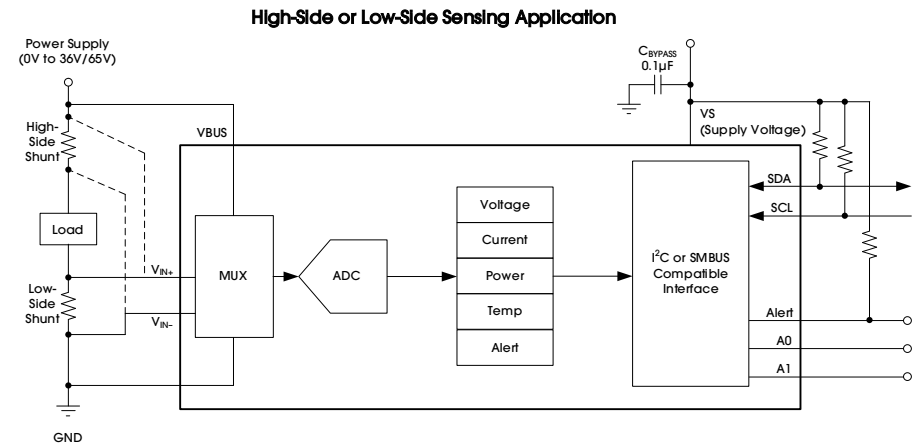 High-Side or Low-Side Sensing Application
Power Supply
(0V to 36V/65V)
CBYPASS
0.1µF
VS
(Supply Voltage)
High-
Side
Shunt
VBUS
Load
Low-
Side
Shunt
VIN+
VIN–
GND
MUX
ADC
Voltage
Current
Power
Temp
Alert
I²C or SMBUS
Compatible
Interface
SDA
SCL
Alert
A0
A1